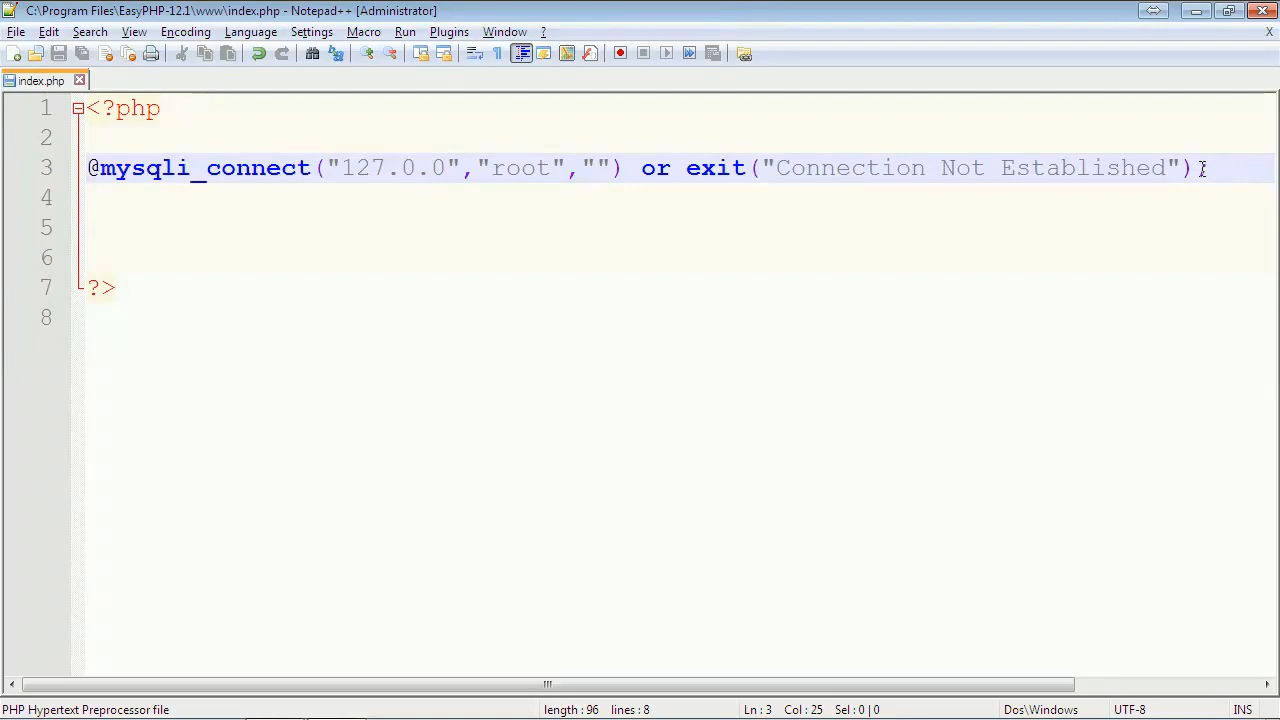 C:\Program Files\EasyPHP-12.1\www\index.php - Notepad++ [Administrator]
File Edit Search View Encoding Language Settings Macro Run Plugins Window ? X
index.php
1 <?php
2
3 @mysqli_connect("127.0.0","root","") or exit("Connection Not Established");
4
5
6
7 ?>
8
PHP Hypertext Preprocessor file length : 96 lines : 8 Ln : 3 Col : 25 Sel : 0 | 0 Dos\Windows UTF-8 INS